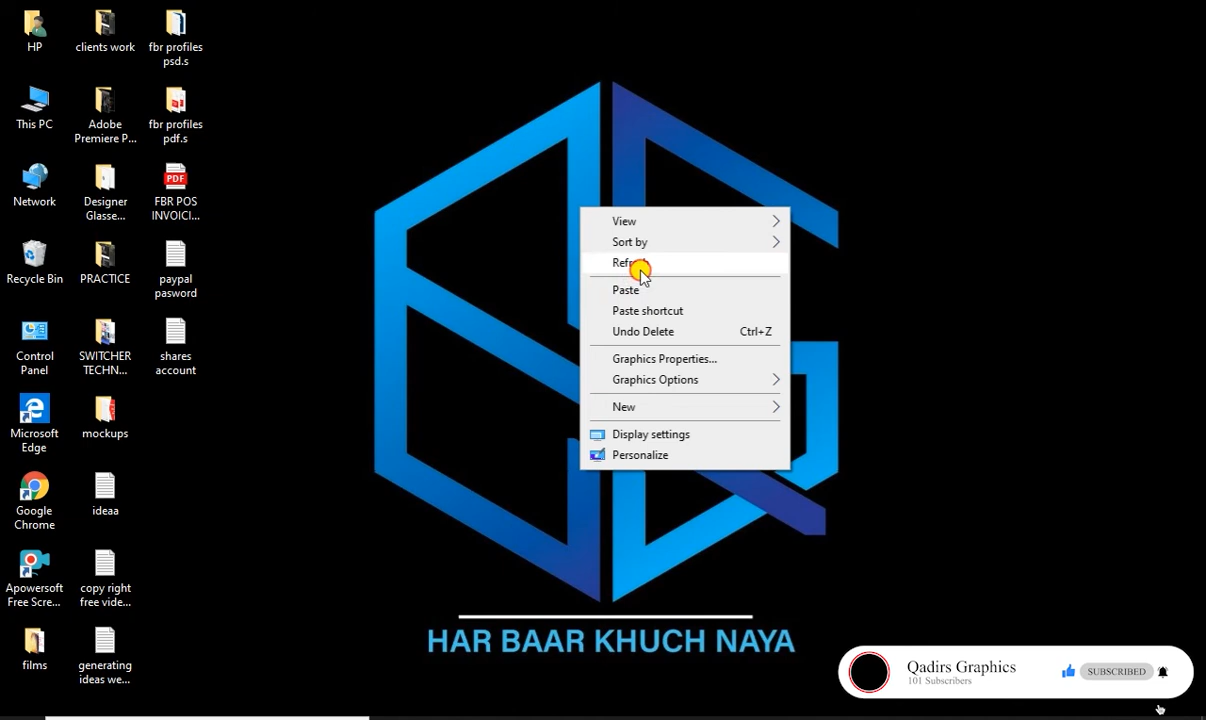 HP
clients work
fbr profiles
psd.s
This PC
Adobe
Premiere P...
fbr profiles
pdf.s
Network
Designer
Glasse...
PDF
FBR POS
INVOICI...
Recycle Bin
PRACTICE
paypal
pasword
Control
Panel
SWITCHER
TECHN...
shares
account
Microsoft
Edge
mockups
Google
Chrome
ideaa
Apowersoft
Free Scre...
copy right
free vide...
films
generating
ideas we...
View
Sort by
Paste
Paste shortcut
Undo Delete Ctrl+Z
Graphics Properties...
Graphics Options
New
Display settings
Personalize
HAR BAAR KHUCH NAYA
Qadirs Graphics
101 Subscribers
SUBSCRIBED